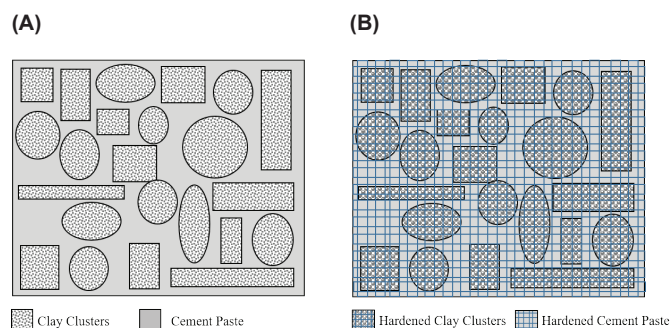 (A)
(B)
Clay Clusters
Cement Paste
Hardened Clay Clusters
Hardened Cement Paste